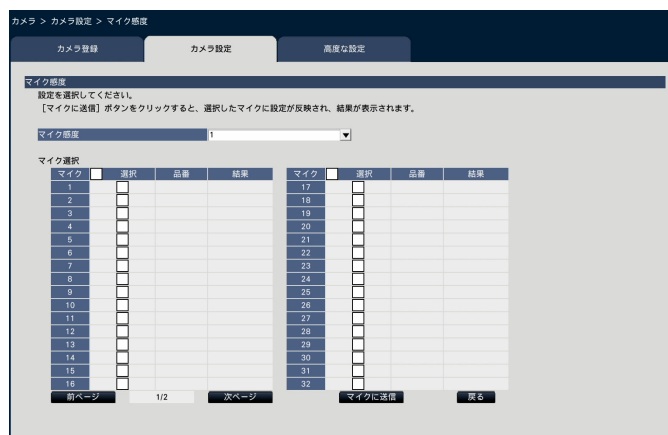 カメラ > カメラ設定 > マイク感度
カメラ登録 カメラ設定 高度な設定
マイク感度
設定を選択してください。
［マイクに送信］ボタンをクリックすると、選択したマイクに設定が反映され、結果が表示されます。
マイク感度 1
マイク選択
マイク 選択 品番 結果 マイク 選択 品番 結果
1 17
2 18
3 19
4 20
5 21
6 22
7 23
8 24
9 25
10 26
11 27
12 28
13 29
14 30
15 31
16 32
前ページ 1/2 次ページ マイクに送信 戻る